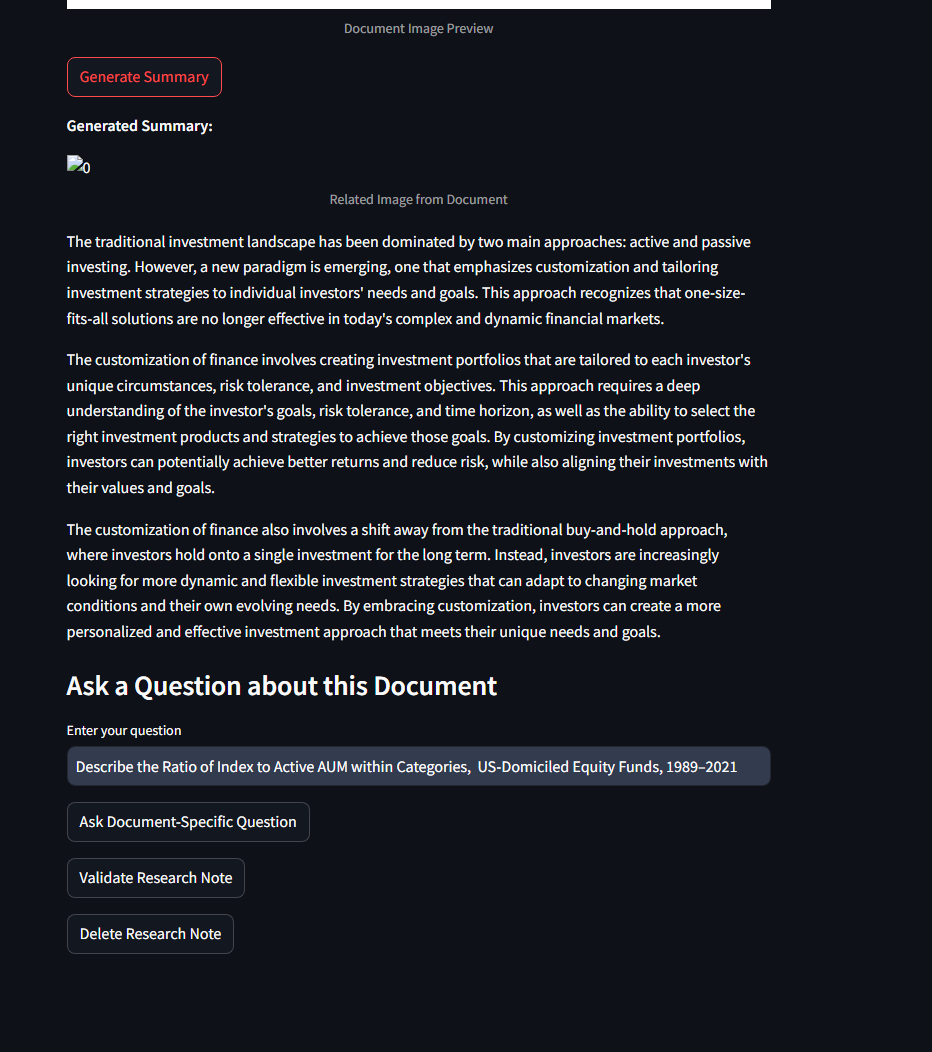 Document Image Preview
Generate Summary
Generated Summary:
0
Related Image from Document
The traditional investment landscape has been dominated by two main approaches: active and passive
investing. However, a new paradigm is emerging, one that emphasizes customization and tailoring
investment strategies to individual investors' needs and goals. This approach recognizes that one-size-
fits-all solutions are no longer effective in today's complex and dynamic financial markets.
The customization of finance involves creating investment portfolios that are tailored to each investor's
unique circumstances, risk tolerance, and investment objectives. This approach requires a deep
understanding of the investor's goals, risk tolerance, and time horizon, as well as the ability to select the
right investment products and strategies to achieve those goals. By customizing investment portfolios,
investors can potentially achieve better returns and reduce risk, while also aligning their investments with
their values and goals.
The customization of finance also involves a shift away from the traditional buy-and-hold approach,
where investors hold onto a single investment for the long term. Instead, investors are increasingly
looking for more dynamic and flexible investment strategies that can adapt to changing market
conditions and their own evolving needs. By embracing customization, investors can create a more
personalized and effective investment approach that meets their unique needs and goals.
Ask a Question about this Document
Enter your question
Describe the Ratio of Index to Active AUM within Categories,  US-Domiciled Equity Funds, 1989–2021
Ask Document-Specific Question
Validate Research Note
Delete Research Note